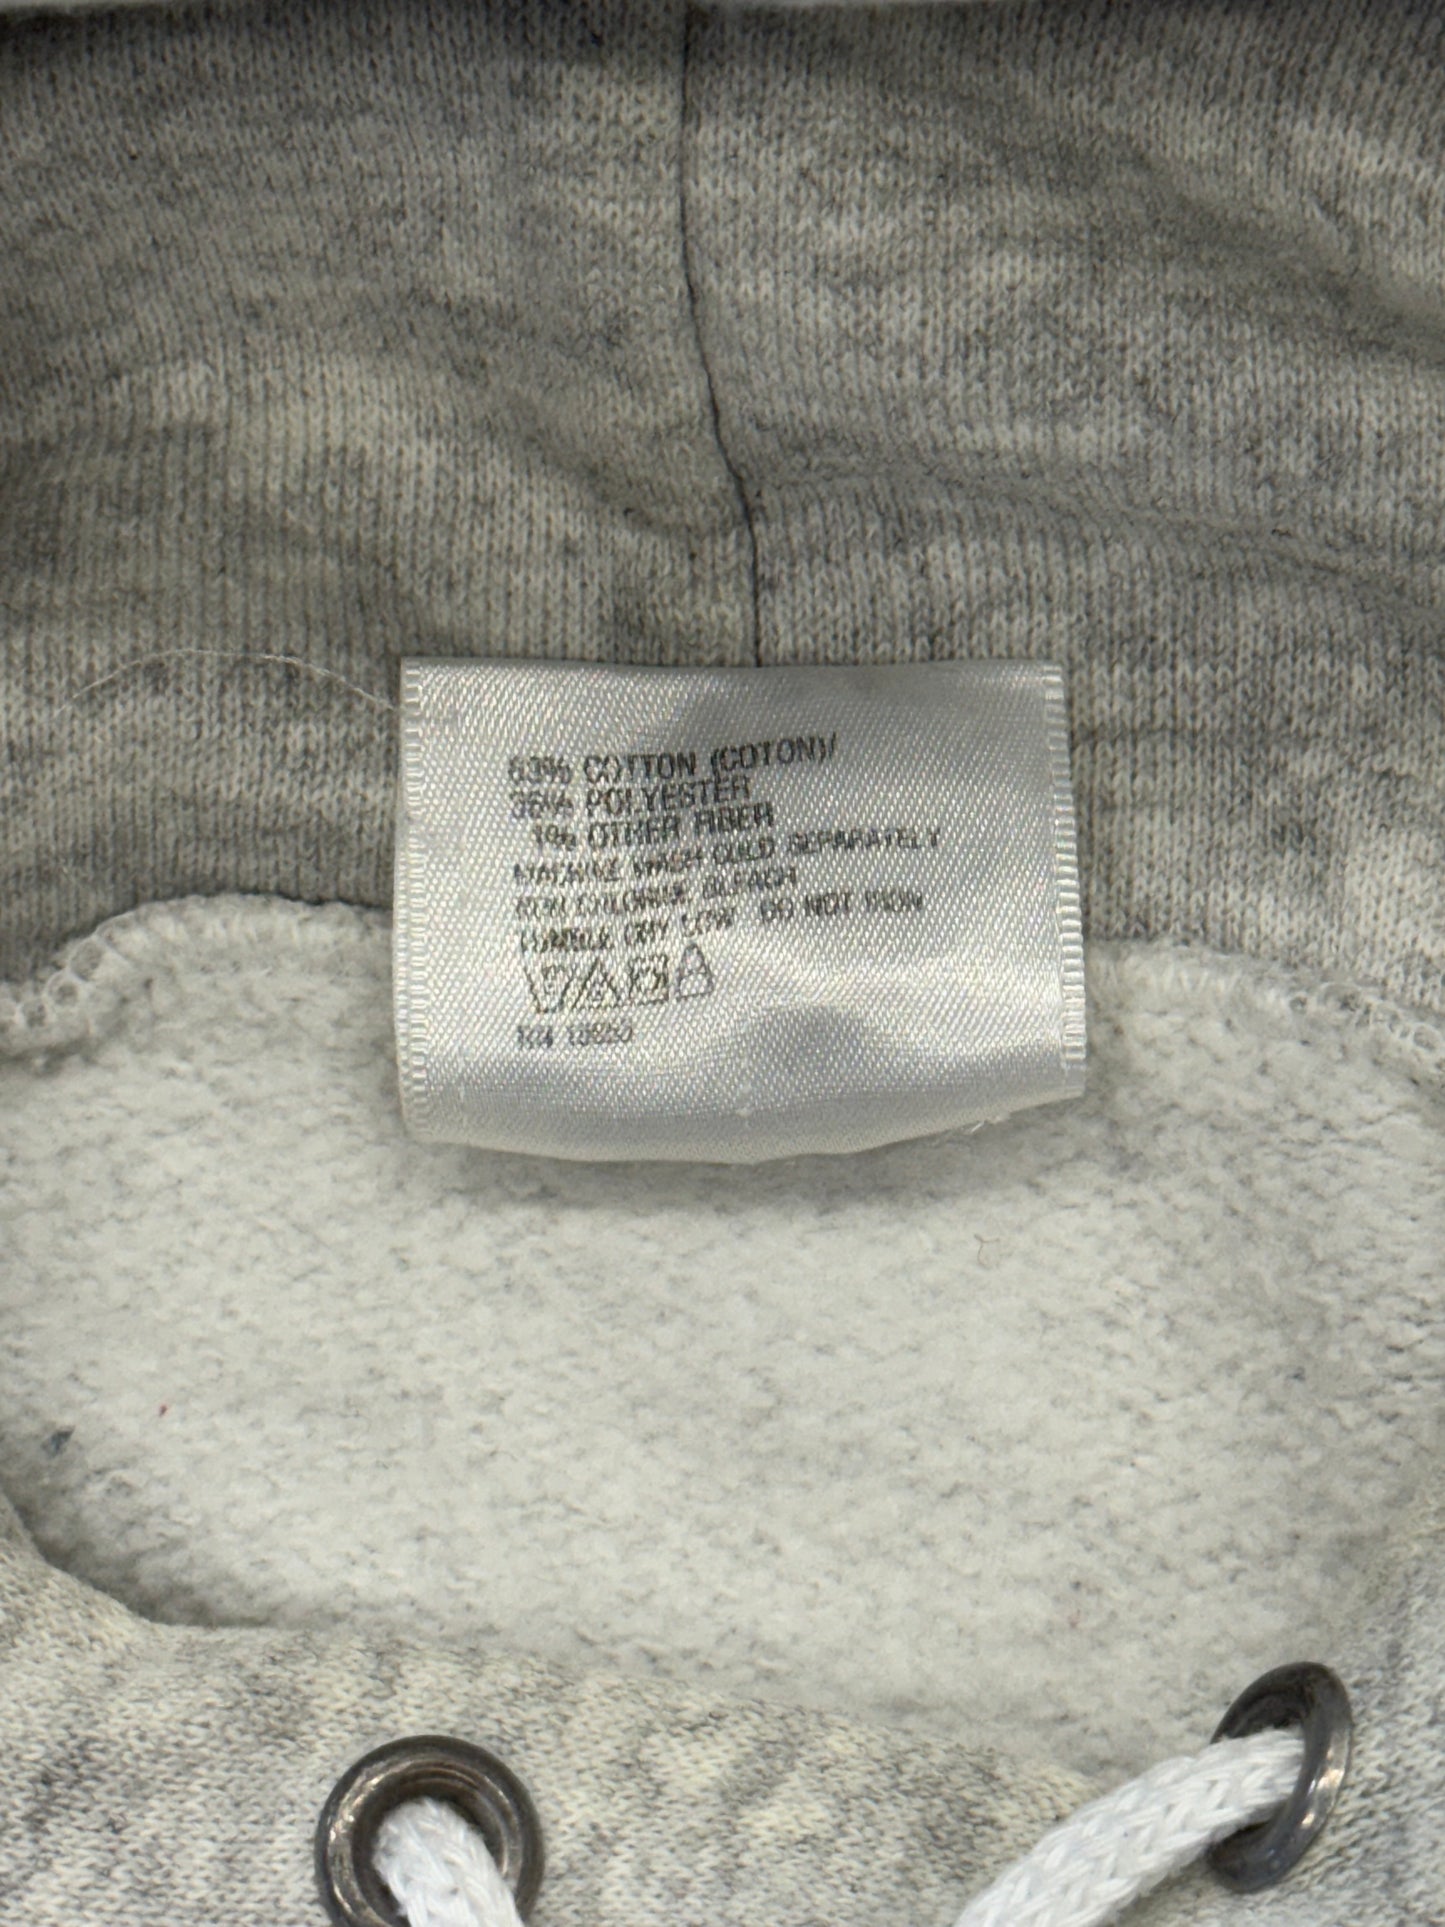 63% COTTON (COTON)/
36% POLYESTER
1% OTHER FIBER
MACHINE WASH COLD SEPARATELY
NON CHLORINE BLEACH
TUMBLE DRY LOW DO NOT IRON
RN